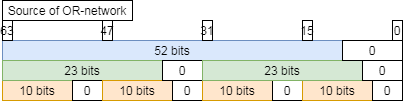 Source of OR-network
63 47 31 15 0
52 bits 0
23 bits 0 23 bits 0
10 bits 0 10 bits 0 10 bits 0 10 bits 0